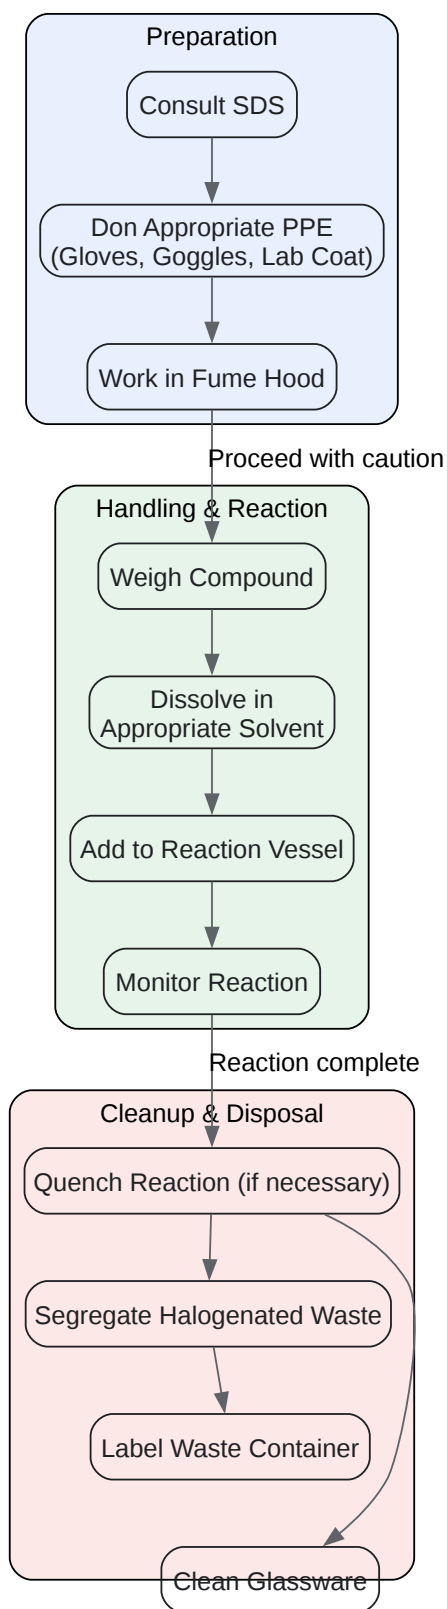 Preparation
Consult SDS
Don Appropriate PPE
(Gloves, Goggles, Lab Coat)
Work in Fume Hood
Proceed with caution
Handling & Reaction
Weigh Compound
Dissolve in
Appropriate Solvent
Add to Reaction Vessel
Monitor Reaction
Reaction complete
Cleanup & Disposal
Quench Reaction (if necessary)
Segregate Halogenated Waste
Label Waste Container
Clean Glassware